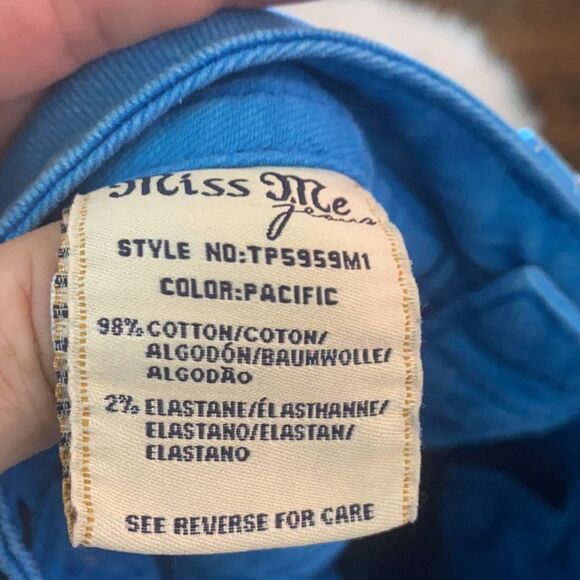 Miss Me
jeans
STYLE NO:TP5959M1
COLOR:PACIFIC
98% COTTON/COTON/
ALGODÓN/BAUMWOLLE/
ALGODÃO
2% ELASTANE/ÉLASTHANNE/
ELASTANO/ELASTAN/
ELASTANO
SEE REVERSE FOR CARE